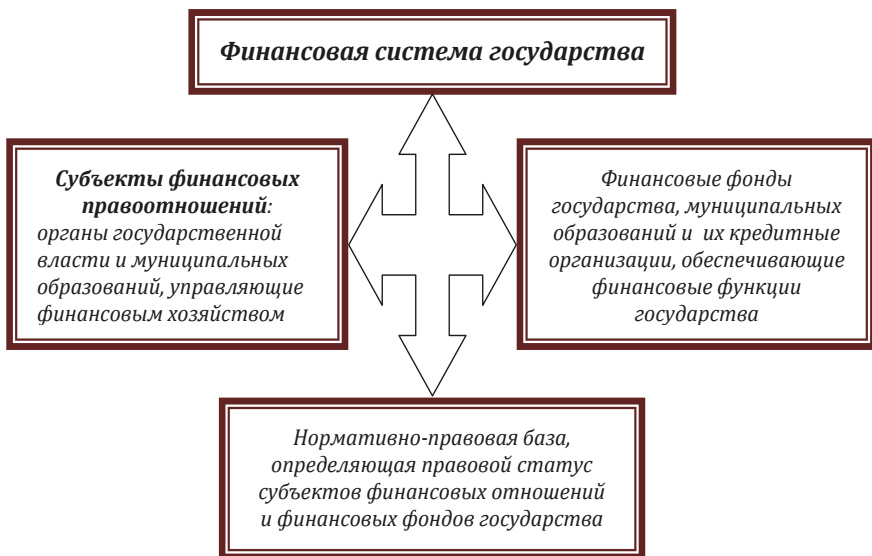 Финансовая система государства
Субъекты финансовых
правоотношений:
органы государственной
власти и муниципальных
образований, управляющие
финансовым хозяйством
Финансовые фонды
государства, муниципальных
образований и их кредитные
организации, обеспечивающие
финансовые функции
государства
Нормативно-правовая база,
определяющая правовой статус
субъектов финансовых отношений
и финансовых фондов государства